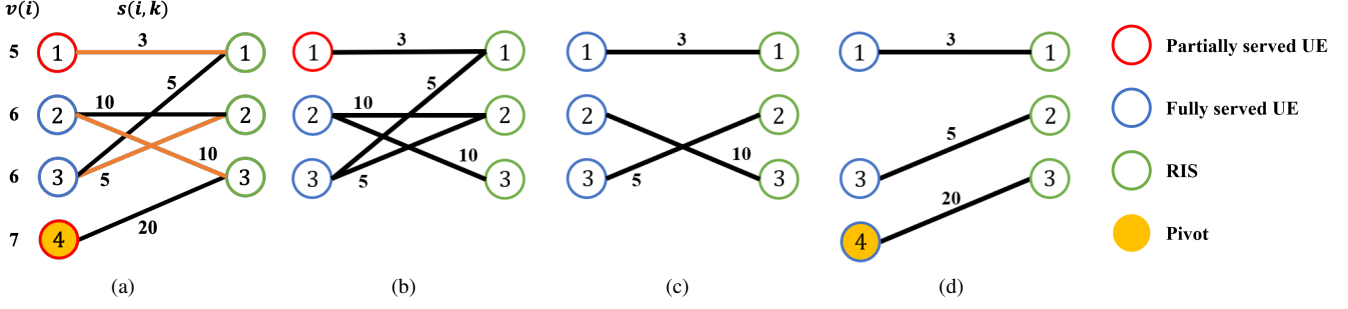 v(i) s(i, k)
5 1 3 1
5
6 2 10 2
10
6 3 5 3
7 4 20
(a)
1 3 1
5
2 10 2
10
3 5 3
(b)
1 3 1
2 2
10
3 5 3
(c)
1 3 1
5 2
3 20 3
4
(d)
Partially served UE
Fully served UE
RIS
Pivot